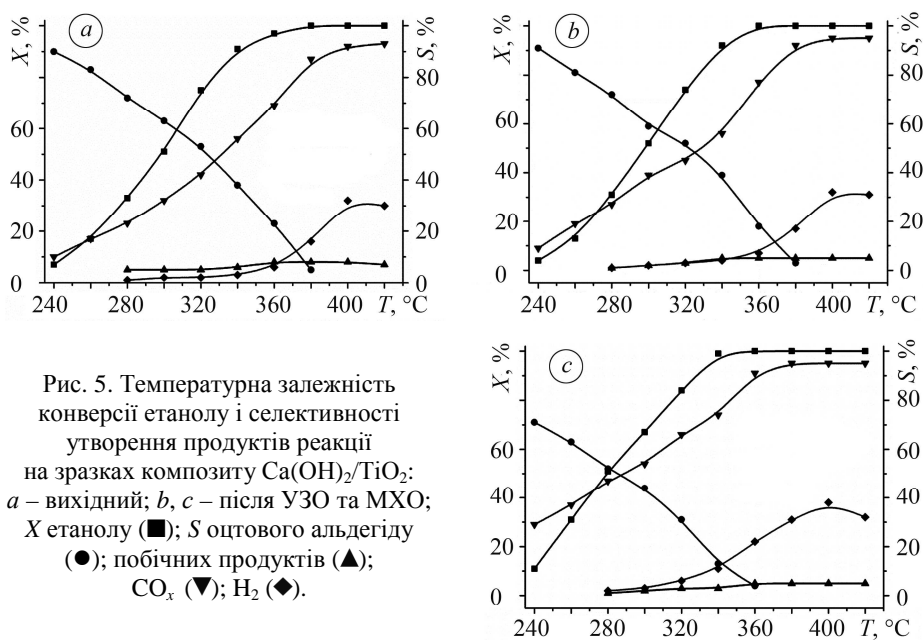 a
X, %
S, %
80
60
60
40
40
20
20
0
0
240 280 320 360 400 T, °C
b
X, %
S, %
80
60
60
40
40
20
20
0
0
240 280 320 360 400 T, °C
Рис. 5. Температурна залежність
конверсії етанолу і селективності
утворення продуктів реакції
на зразках композиту Ca(OH)₂/TiO₂:
a – вихідний; b, c – після УЗО та МХО;
X етанолу (■); S оцтового альдегіду
(●); побічних продуктів (▲);
COₓ (▼); H₂ (◆).
c
X, %
S, %
80
80
60
60
40
40
20
20
0
0
240 280 320 360 400 T, °C